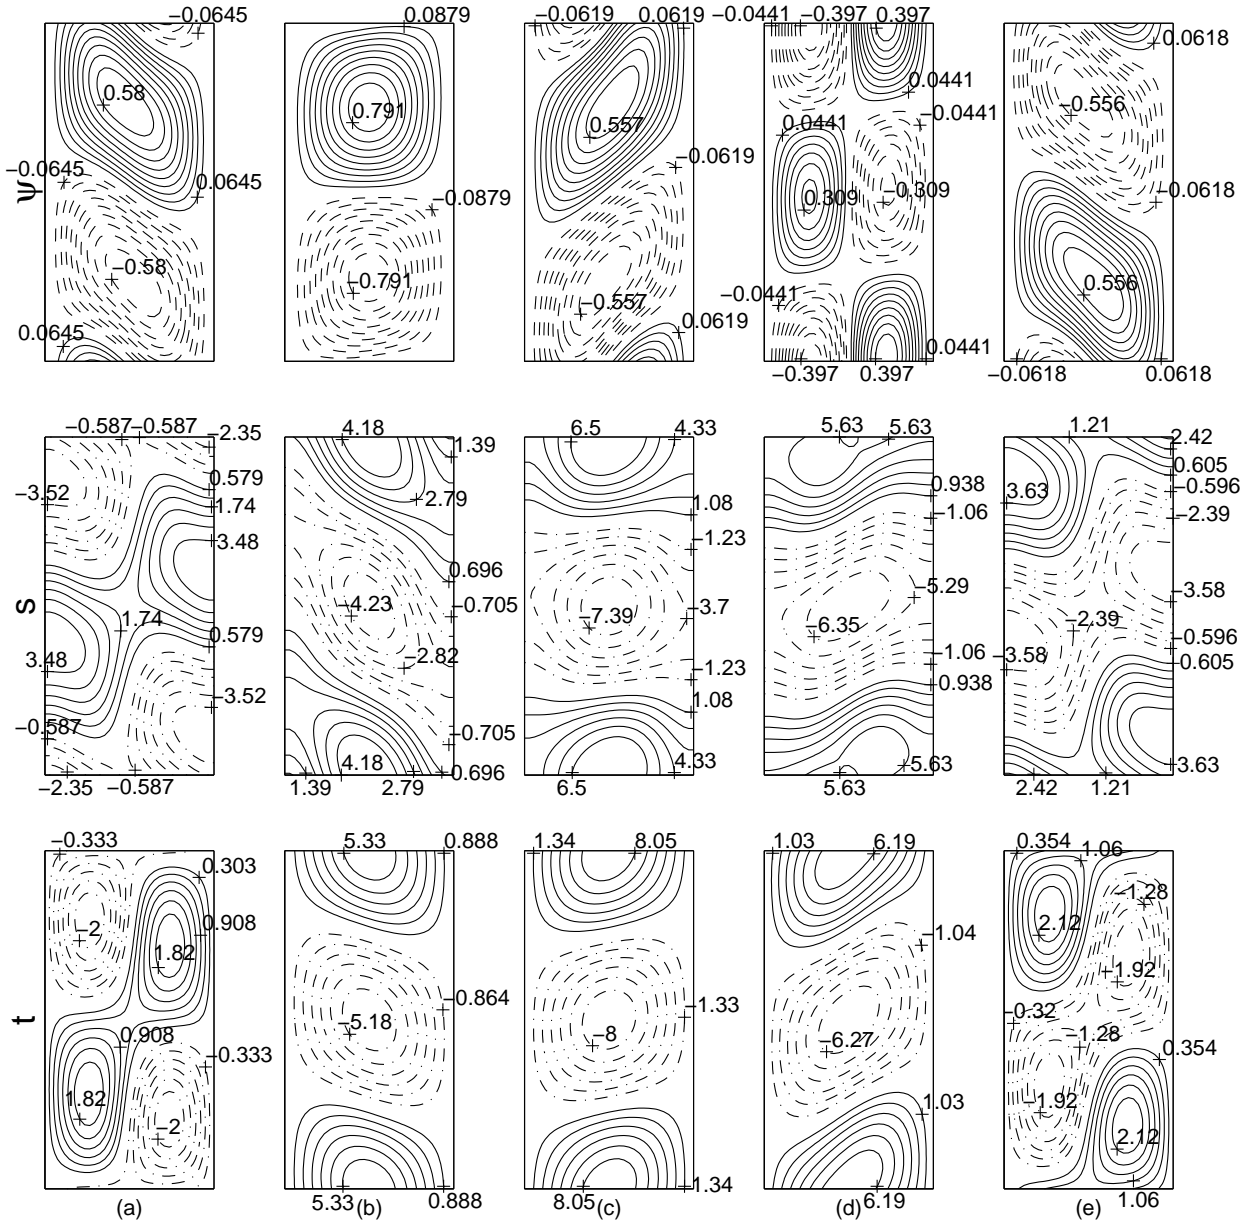 −0.0645 0.0879 −0.0619 0.0619 −0.0441 −0.397 0.397 0.0618
0.58 0.791 0.557 0.0441 0.0441 −0.0441 −0.556
ψ −0.0645 0.0645 −0.0879 −0.0619 0.309 −0.309 −0.0618
−0.58 −0.791 −0.557 −0.0441 0.556
0.0645 0.0619 0.0441
−0.397 0.397 −0.0618 0.0618
−0.587 −0.587 −2.35 4.18 1.39 6.5 4.33 5.63 5.63 1.21 2.42
−3.52 0.579 −2.79 0.938 3.63 0.605
1.74 1.08 −1.06 −0.596
3.48 −1.23 −2.39
s 1.74 0.696 −4.23 −0.705 −7.39 −3.7 −5.29 −6.35 −3.58 −2.39
3.48 0.579 −2.82 −1.23 −1.06 −3.58 −0.596
−0.587 −3.52 −0.705 1.08 0.938 0.605
−2.35 −0.587 1.39 4.18 2.79 0.696 6.5 4.33 5.63 5.63 2.42 1.21 3.63
−0.333 5.33 0.888 1.34 8.05 1.03 6.19 0.354 1.06
0.303 −1.28
−2 0.908 1.82 1.04 2.12 −1.92
t 0.908 −0.864 −5.18 −1.33 −8 −6.27 −0.32 −1.28
−0.333 0.354
1.82 −2 1.03 −1.92 2.12
5.33 0.888 8.05 1.34 6.19 1.06
(a) (b) (c) (d) (e)